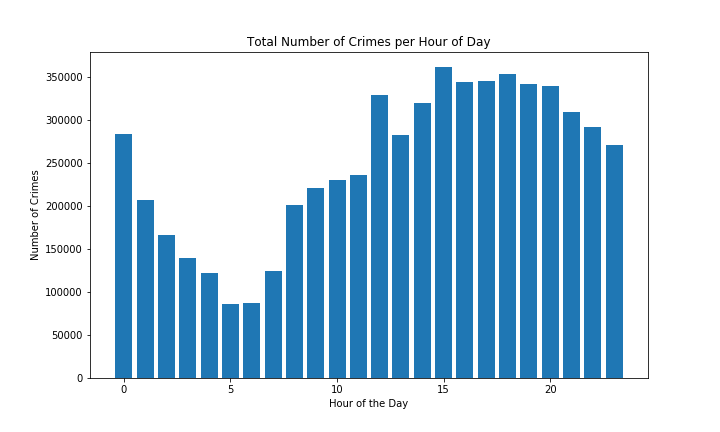 Total Number of Crimes per Hour of Day
350000
300000
250000
200000
150000
100000
50000
0
Number of Crimes
0 5 10 15 20
Hour of the Day